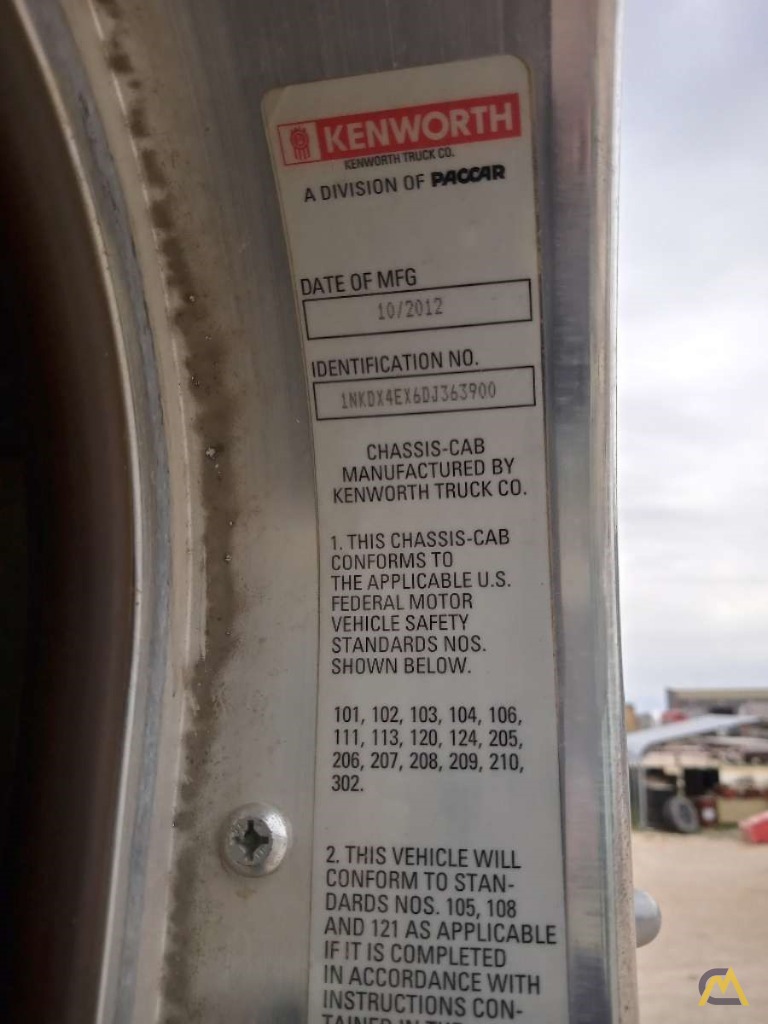 KENWORTH
KENWORTH TRUCK CO.
A DIVISION OF PACCAR
DATE OF MFG
10/2012
IDENTIFICATION NO.
1NKDX4EX6DJ363900
CHASSIS-CAB
MANUFACTURED BY
KENWORTH TRUCK CO.
1. THIS CHASSIS-CAB
CONFORMS TO
THE APPLICABLE U.S.
FEDERAL MOTOR
VEHICLE SAFETY
STANDARDS NOS.
SHOWN BELOW.
101, 102, 103, 104, 106,
111, 113, 120, 124, 205,
206, 207, 208, 209, 210,
302.
2. THIS VEHICLE WILL
CONFORM TO STAN-
DARDS NOS. 105, 108
AND 121 AS APPLICABLE
IF IT IS COMPLETED
IN ACCORDANCE WITH
INSTRUCTIONS CON-
TAINED IN THE